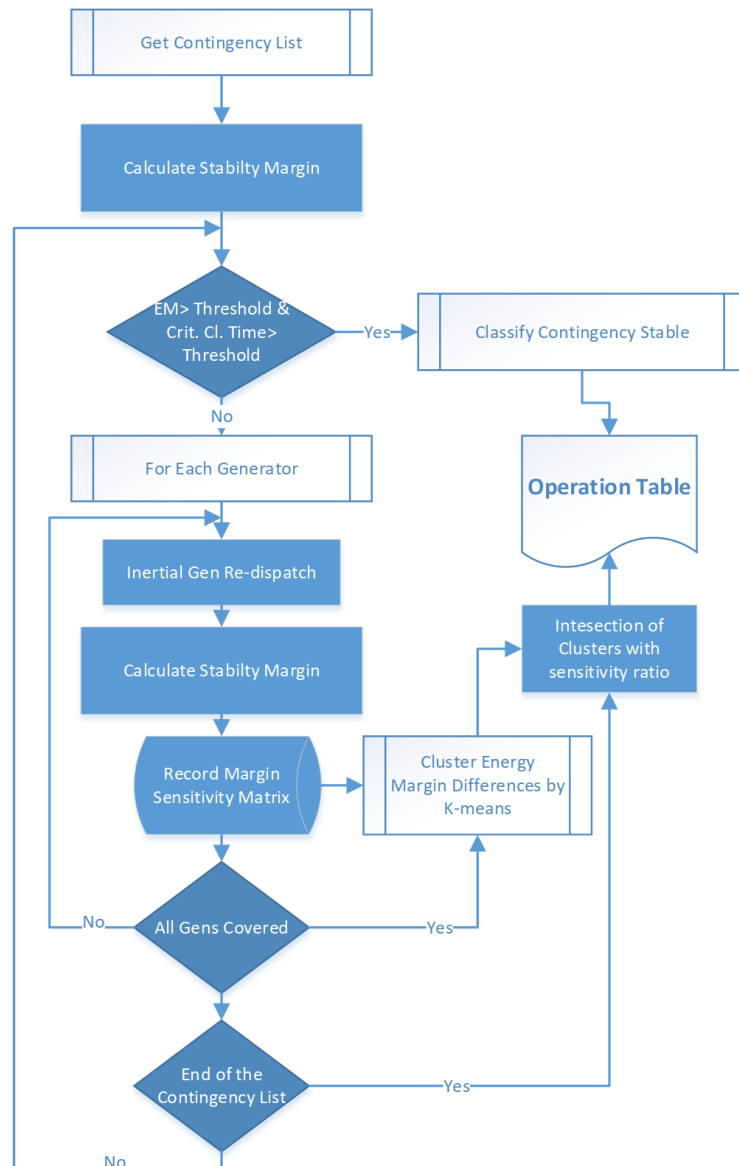 Get Contingency List
Calculate Stabilty Margin
EM> Threshold &
Crit. Cl. Time>
Threshold
Yes
Classify Contingency Stable
No
For Each Generator
Operation Table
Inertial Gen Re-dispatch
Intesection of
Clusters with
sensitivity ratio
Calculate Stabilty Margin
Record Margin
Sensitivity Matrix
Cluster Energy
Margin Differences by
K-means
All Gens Covered
No
Yes
End of the
Contingency List
Yes
No